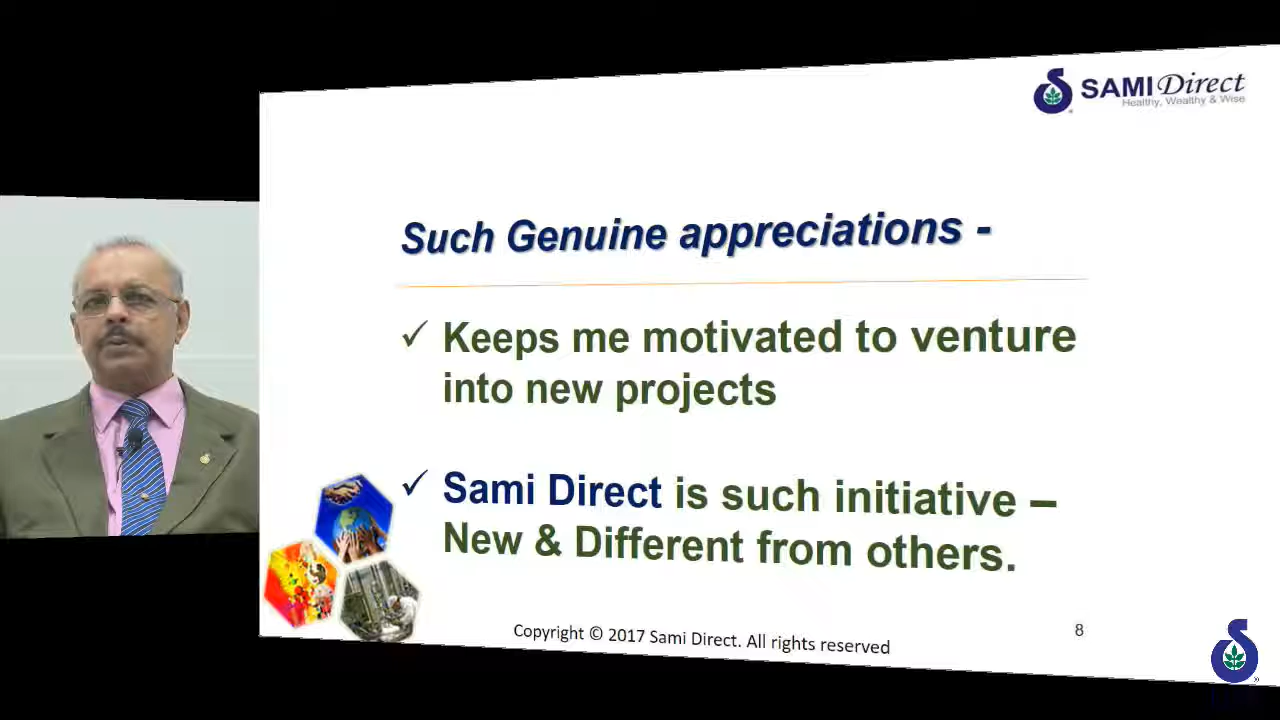 SAMI Direct
Healthy, Wealthy & Wise
Such Genuine appreciations -
✓ Keeps me motivated to venture
into new projects
✓ Sami Direct is such initiative –
New & Different from others.
Copyright © 2017 Sami Direct. All rights reserved
8